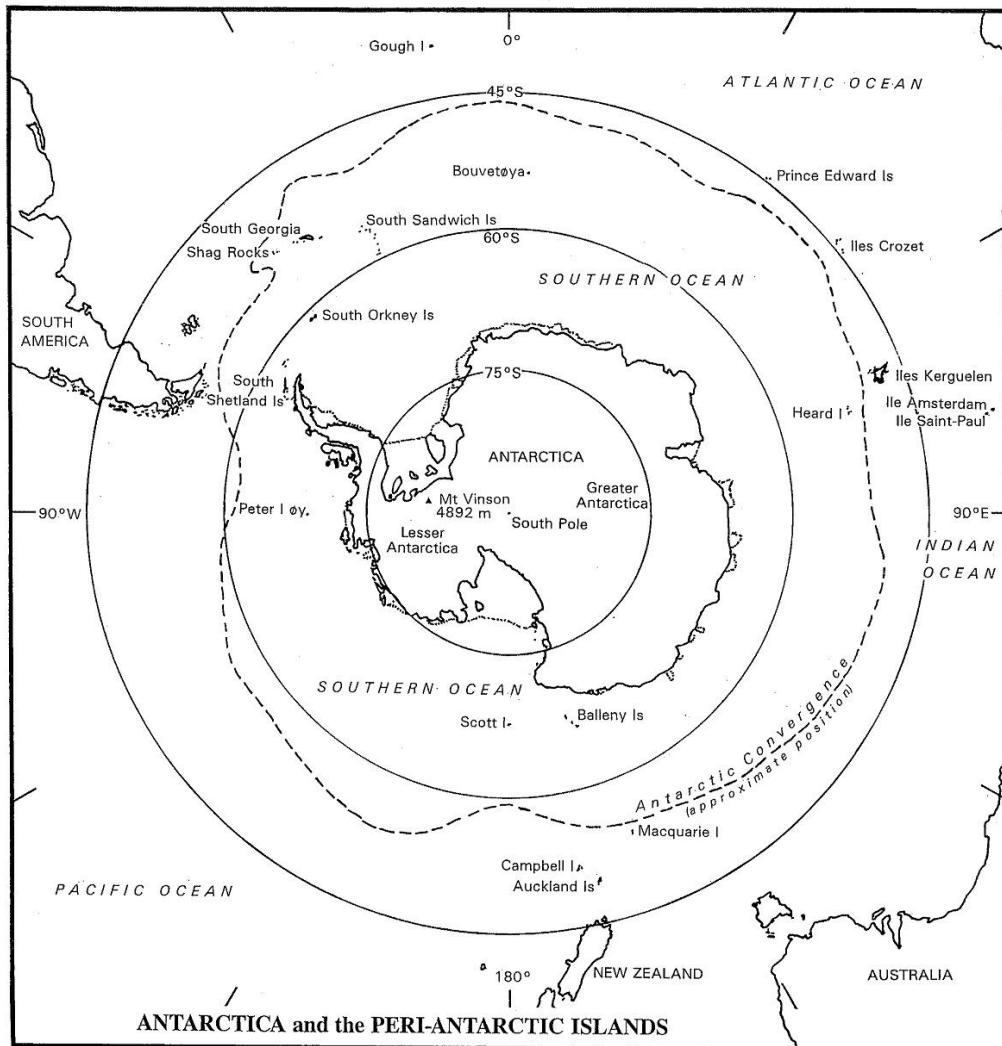 Gough I
0°
ATLANTIC OCEAN
45°S
Bouvetøya
Prince Edward Is
South Sandwich Is
South Georgia
60°S
Shag Rocks
Iles Crozet
SOUTHERN OCEAN
SOUTH
AMERICA
South Orkney Is
75°S
South
Shetland Is
Iles Kerguelen
Heard I
Ile Amsterdam
Ile Saint-Paul
ANTARCTICA
Greater
Antarctica
Mt Vinson
4892 m
90°W
Peter I øy
South Pole
90°E
Lesser
Antarctica
INDIAN
OCEAN
SOUTHERN OCEAN
Scott I
Balleny Is
Antarctic Convergence
(approximate position)
Macquarie I
Campbell I
Auckland Is
PACIFIC OCEAN
180°
NEW ZEALAND
AUSTRALIA
ANTARCTICA and the PERI-ANTARCTIC ISLANDS